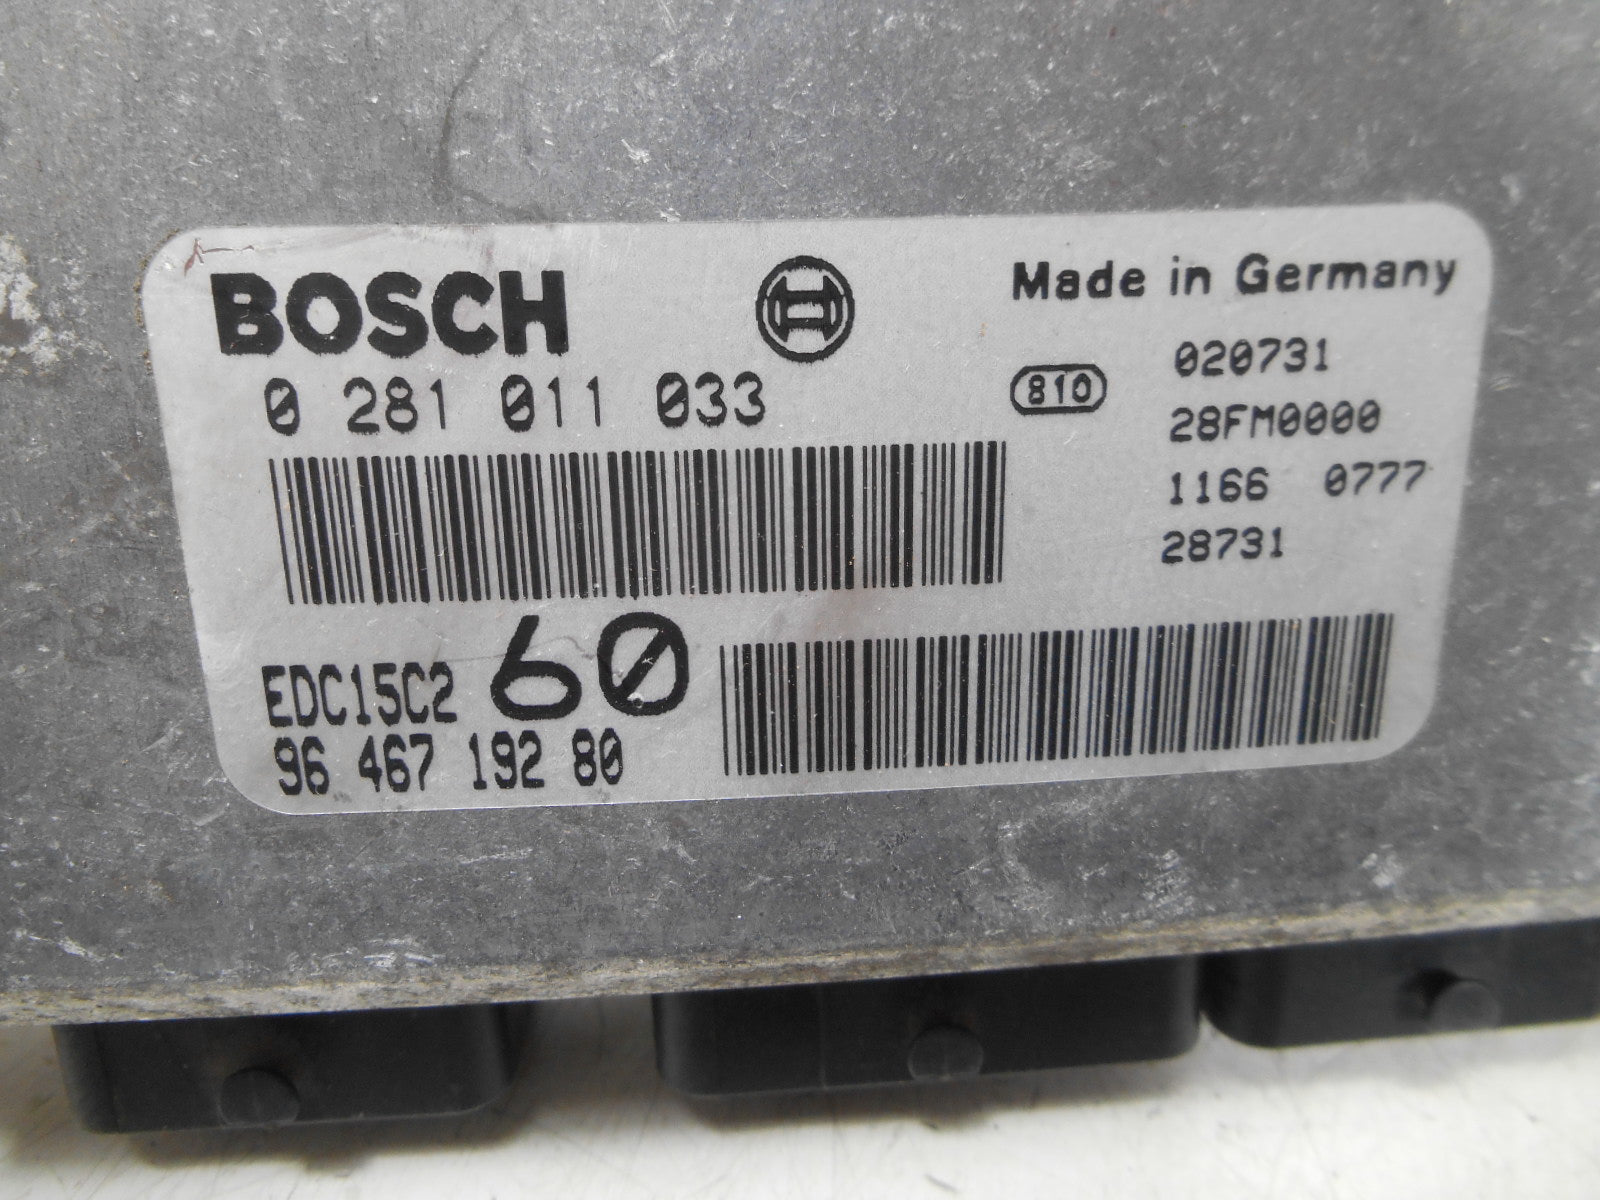 BOSCH
Made in Germany
0 281 011 033
810
020731
28FM0000
1166 0777
28731
EDC15C2 60
96 467 192 80